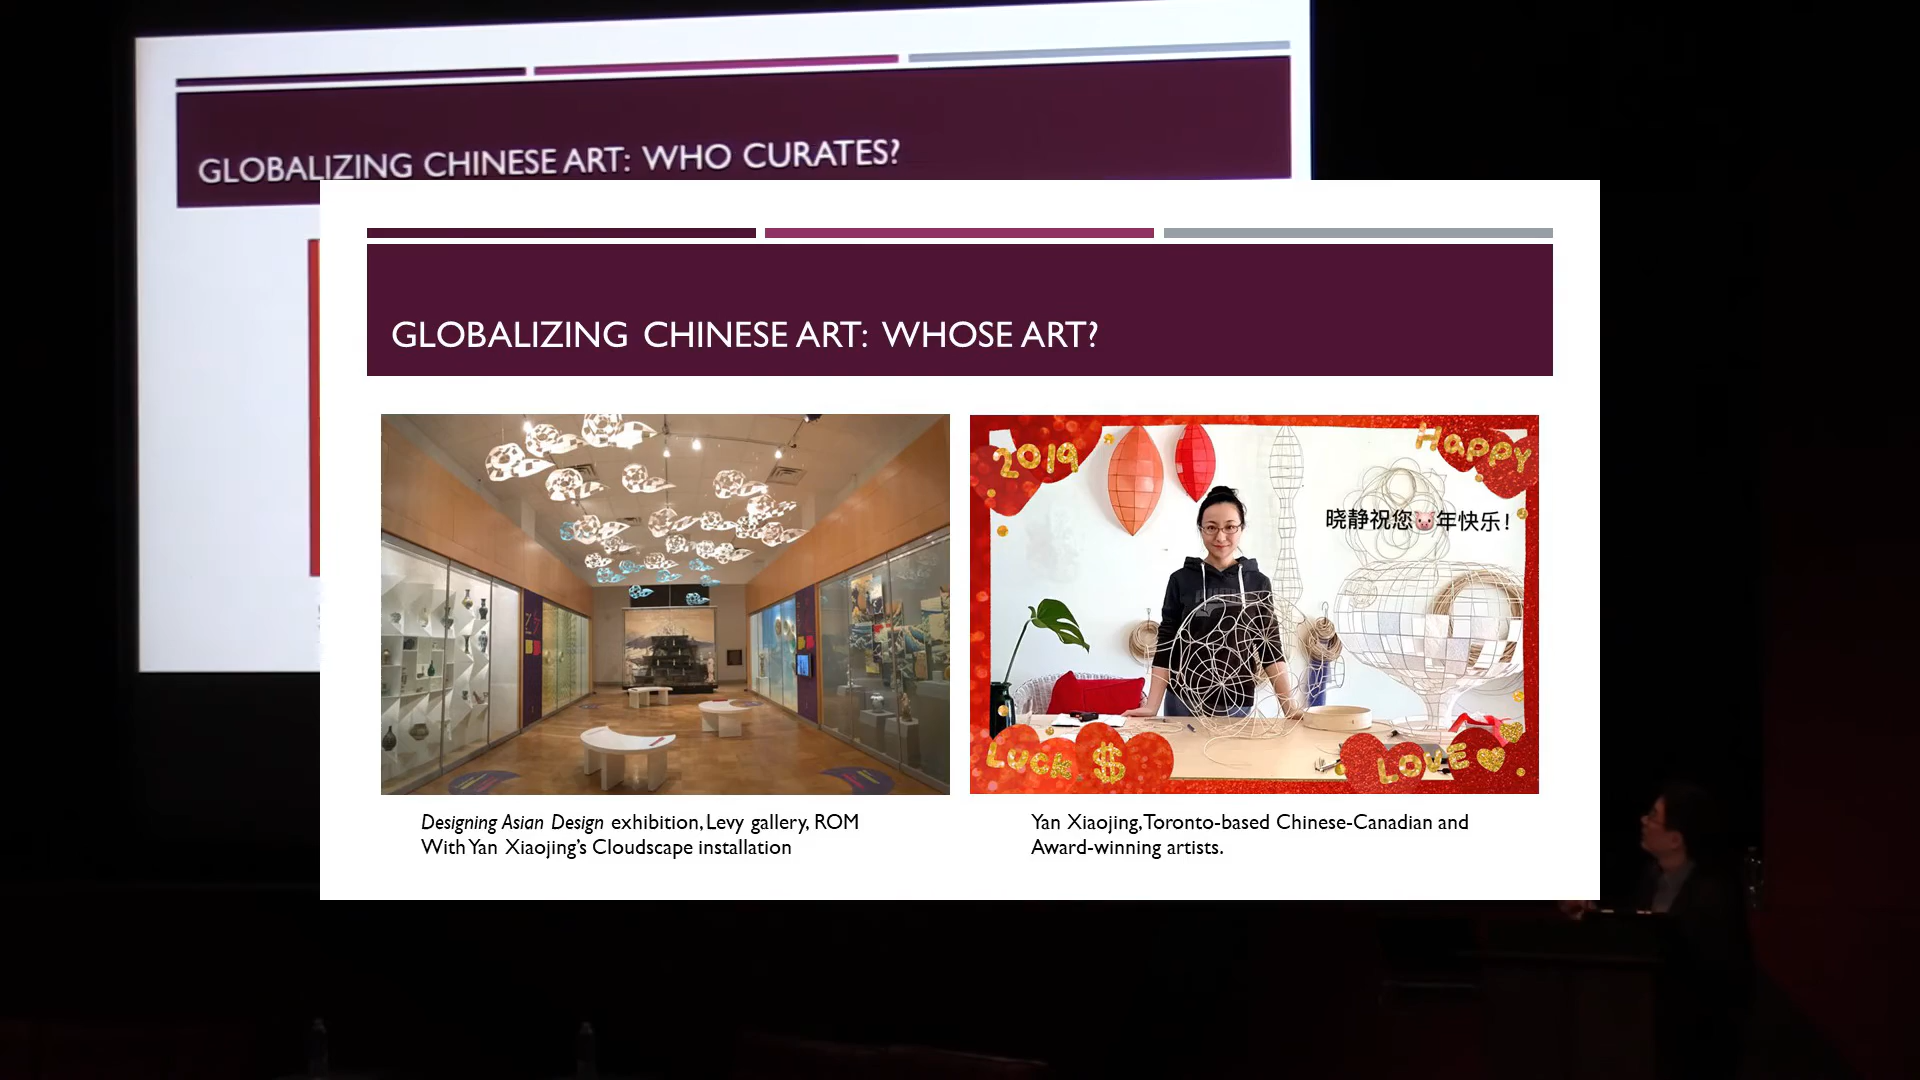 GLOBALIZING CHINESE ART: WHO CURATES?
GLOBALIZING CHINESE ART: WHOSE ART?
2019
Happy
晓静祝您🐷年快乐!
Luck $
LOVE
Designing Asian Design exhibition, Levy gallery, ROM
With Yan Xiaojing's Cloudscape installation
Yan Xiaojing, Toronto-based Chinese-Canadian and
Award-winning artists.